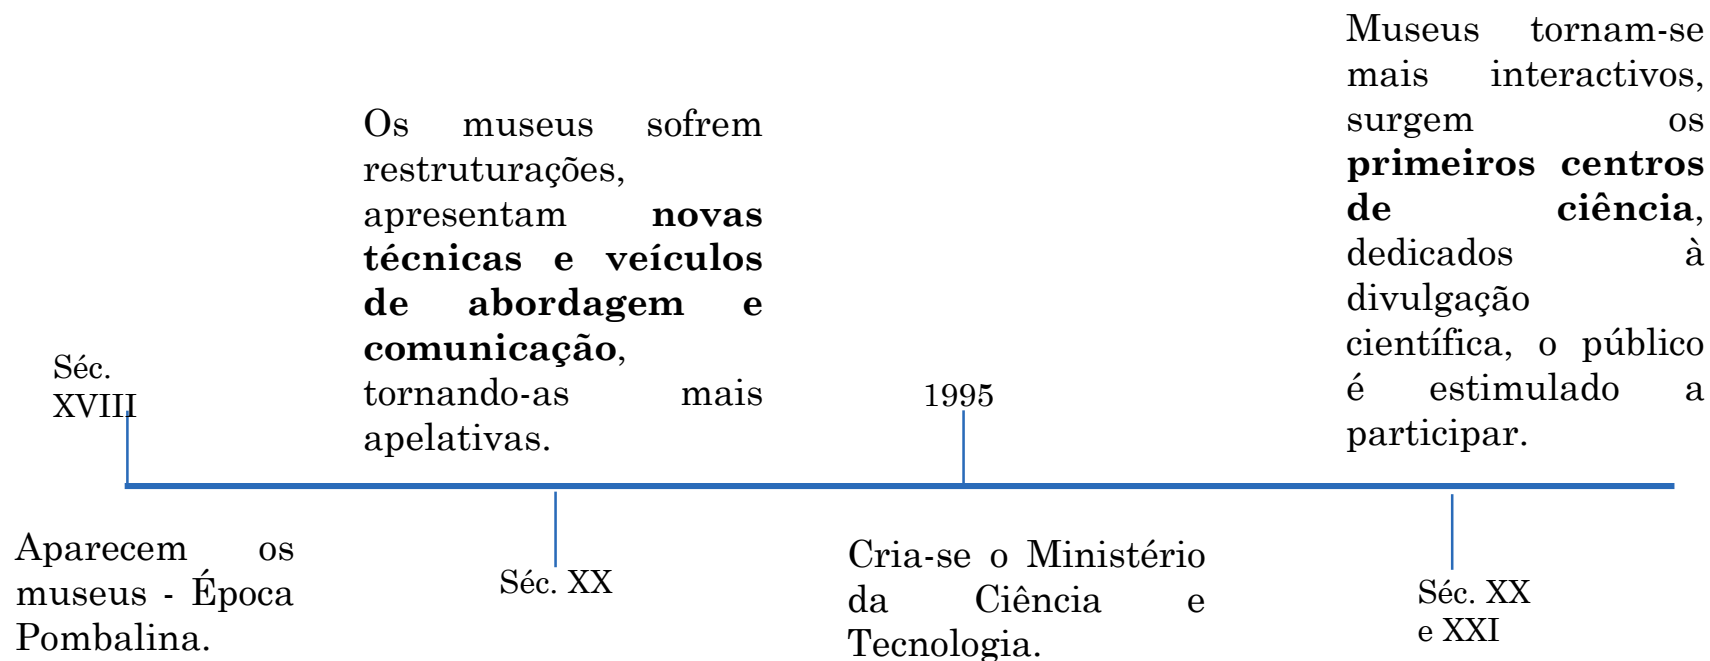 Séc.
XVIII
Aparecem os
museus - Época
Pombalina.
Os museus sofrem
restruturações,
apresentam novas
técnicas e veículos
de abordagem e
comunicação,
tornando-as mais
apelativas.
Séc. XX
1995
Cria-se o Ministério
da Ciência e
Tecnologia.
Museus tornam-se
mais interactivos,
surgem os
primeiros centros
de ciência,
dedicados à
divulgação
científica, o público
é estimulado a
participar.
Séc. XX
e XXI